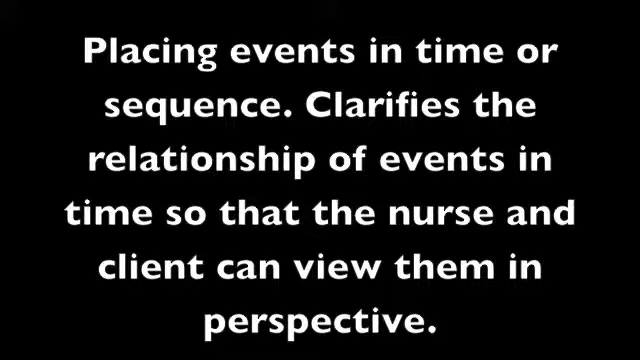 Placing events in time or
sequence. Clarifies the
relationship of events in
time so that the nurse and
client can view them in
perspective.